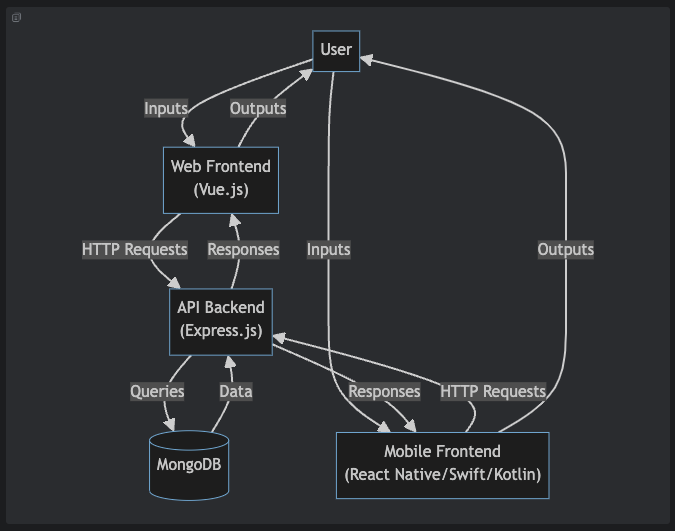 User
Inputs
Outputs
Web Frontend
(Vue.js)
HTTP Requests
Responses
Inputs
Outputs
API Backend
(Express.js)
Queries
Data
Responses
HTTP Requests
MongoDB
Mobile Frontend
(React Native/Swift/Kotlin)